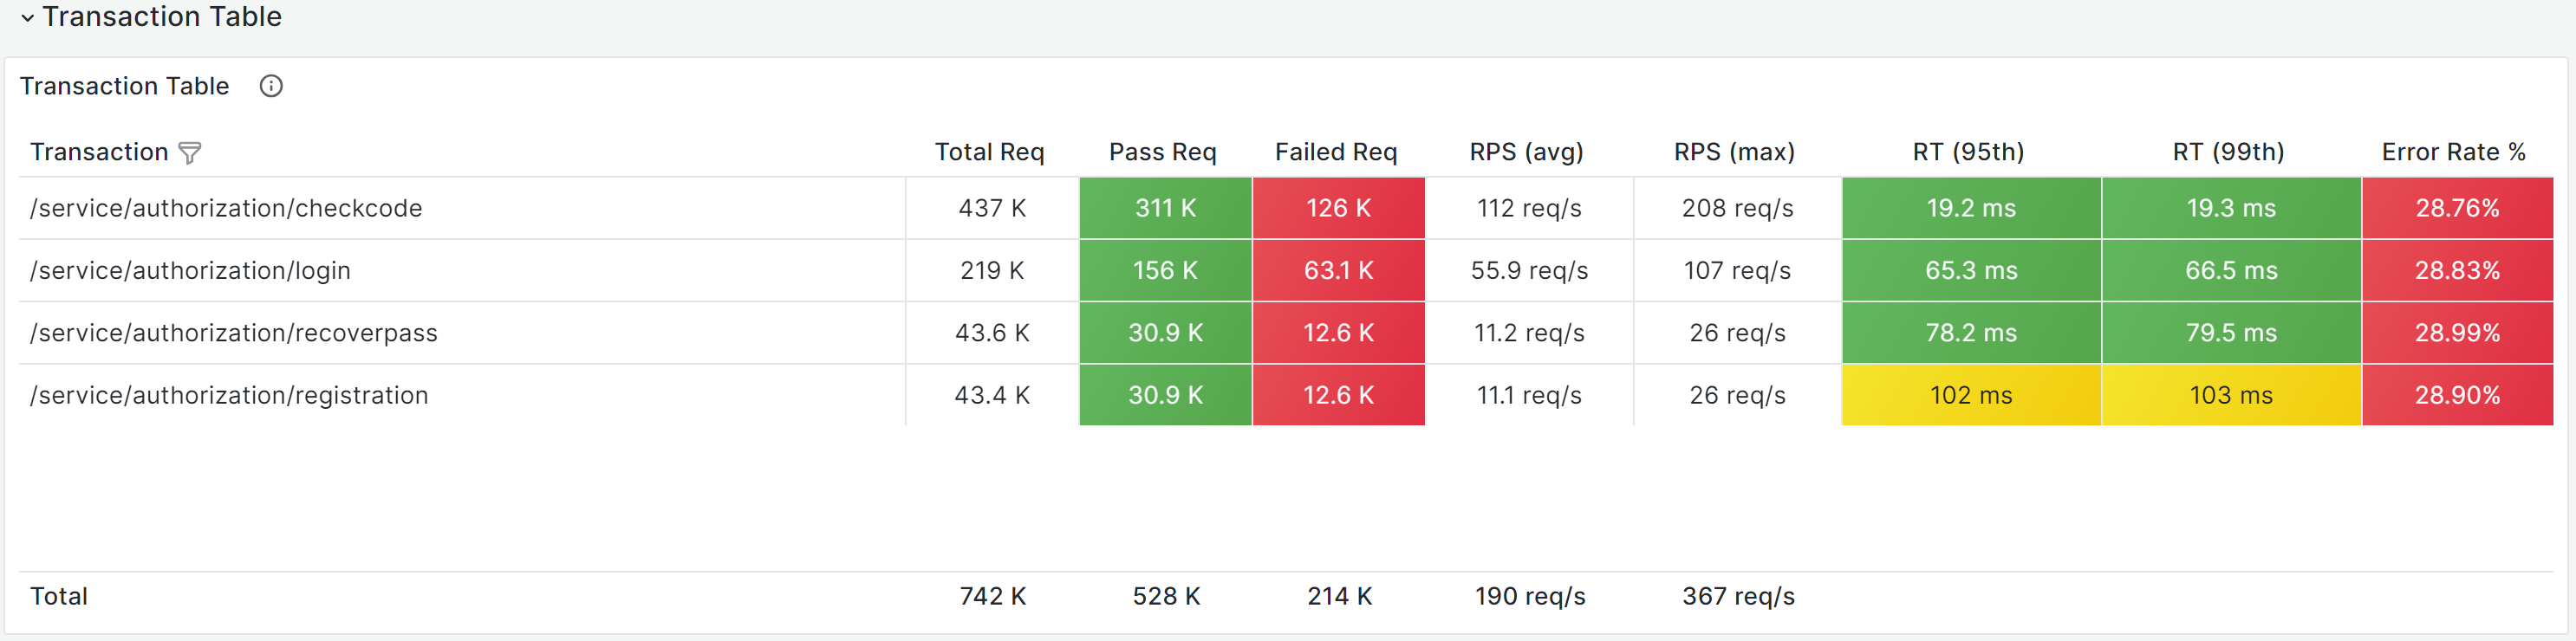 Transaction Table
Transaction Table
Transaction Total Req Pass Req Failed Req RPS (avg) RPS (max) RT (95th) RT (99th) Error Rate %
/service/authorization/checkcode 437 K 311 K 126 K 112 req/s 208 req/s 19.2 ms 19.3 ms 28.76%
/service/authorization/login 219 K 156 K 63.1 K 55.9 req/s 107 req/s 65.3 ms 66.5 ms 28.83%
/service/authorization/recoverpass 43.6 K 30.9 K 12.6 K 11.2 req/s 26 req/s 78.2 ms 79.5 ms 28.99%
/service/authorization/registration 43.4 K 30.9 K 12.6 K 11.1 req/s 26 req/s 102 ms 103 ms 28.90%
Total 742 K 528 K 214 K 190 req/s 367 req/s